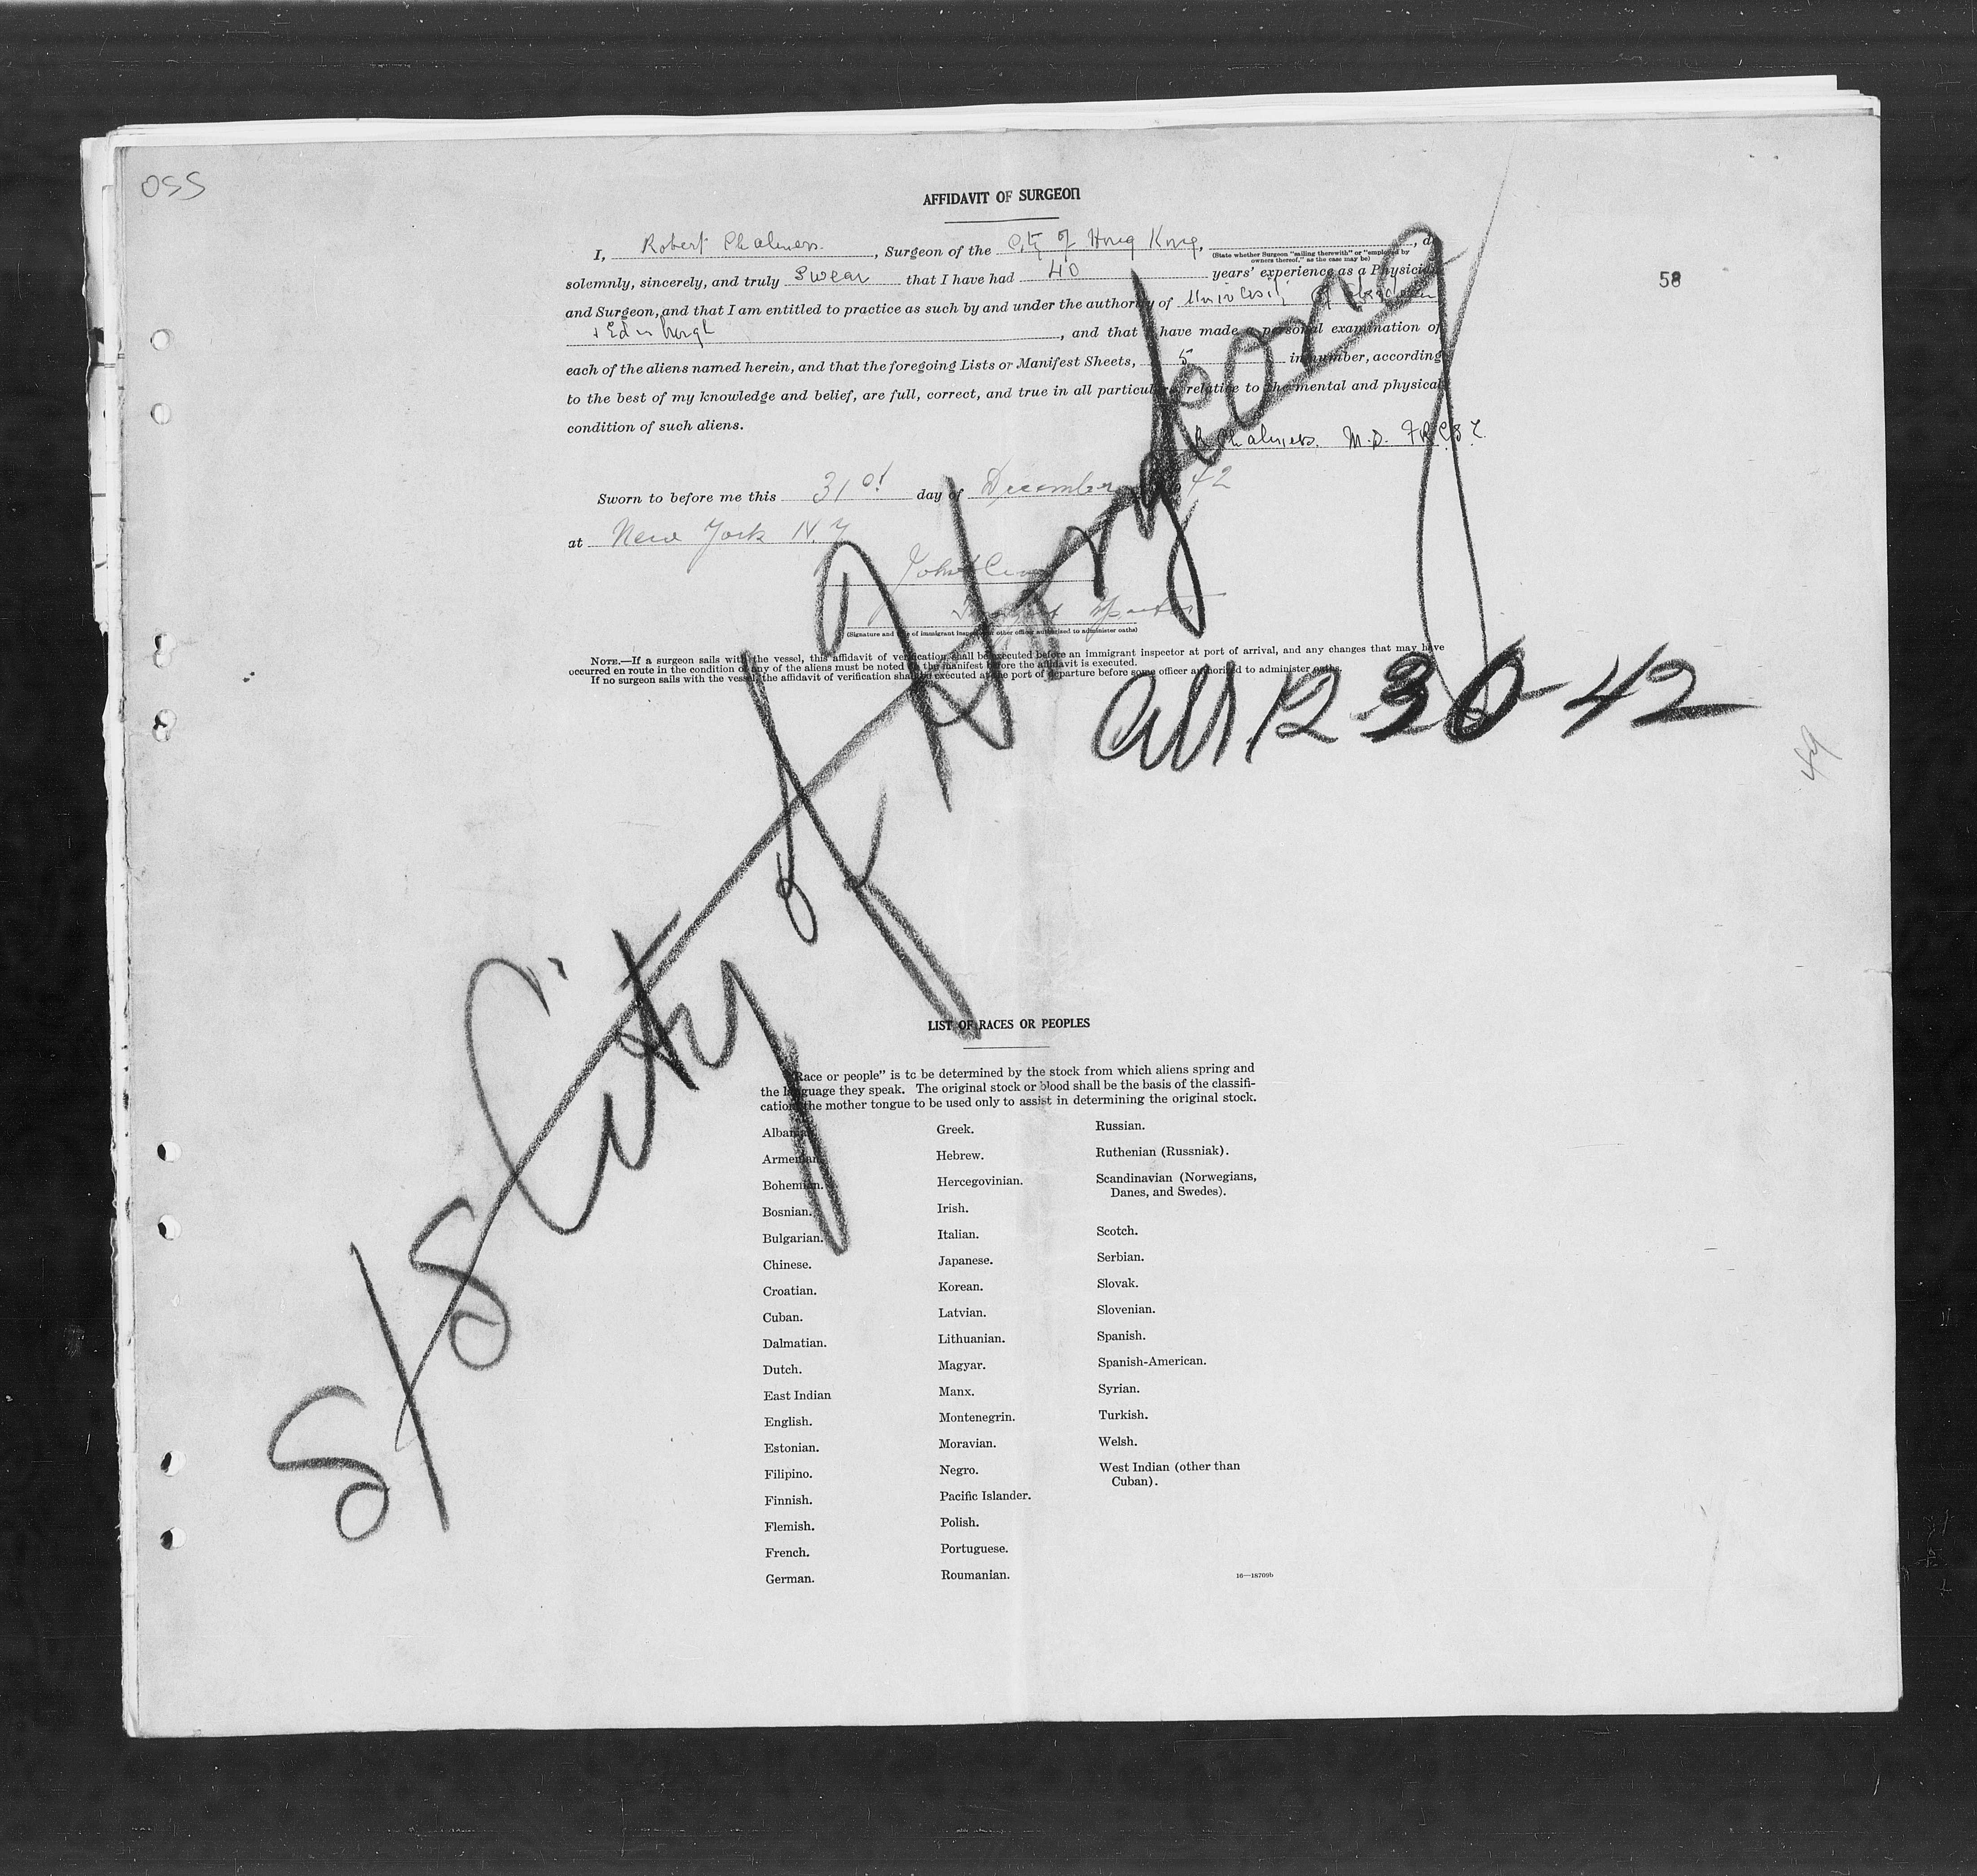 OSS
AFFIDAVIT OF SURGEON
I, Robert Chalmers, Surgeon of the City of Hong Kong,
(State whether Surgeon "sailing therewith" or "employed by owners thereof," as the case may be)
solemnly, sincerely, and truly swear that I have had 40 years' experience as a Physician
58
and Surgeon, and that I am entitled to practice as such by and under the authority of University of Aberdeen
+ Edinburgh, and that I have made a personal examination of
each of the aliens named herein, and that the foregoing Lists or Manifest Sheets, 5 in number, according
to the best of my knowledge and belief, are full, correct, and true in all particulars relative to the mental and physical
condition of such aliens.
R Chalmers. M.D. F.R.C.S.E.
Sworn to before me this 31st day of December 42
at New York N.Y
John
(Signature and title of immigrant inspector or other officer authorized to administer oaths)
NOTE.—If a surgeon sails with the vessel, this affidavit of verification shall be executed before an immigrant inspector at port of arrival, and any changes that may have
occurred en route in the condition of any of the aliens must be noted on the manifest before the affidavit is executed.
If no surgeon sails with the vessel, the affidavit of verification shall be executed at the port of departure before some officer authorized to administer oaths.
S/S City of Hongkong
arr. 12-30-42
49
LIST OF RACES OR PEOPLES
"Race or people" is to be determined by the stock from which aliens spring and
the language they speak. The original stock or blood shall be the basis of the classifi-
cation, the mother tongue to be used only to assist in determining the original stock.
Albanian.
Armenian.
Bohemian.
Bosnian.
Bulgarian.
Chinese.
Croatian.
Cuban.
Dalmatian.
Dutch.
East Indian
English.
Estonian.
Filipino.
Finnish.
Flemish.
French.
German.
Greek.
Hebrew.
Hercegovinian.
Irish.
Italian.
Japanese.
Korean.
Latvian.
Lithuanian.
Magyar.
Manx.
Montenegrin.
Moravian.
Negro.
Pacific Islander.
Polish.
Portuguese.
Roumanian.
Russian.
Ruthenian (Russniak).
Scandinavian (Norwegians,
Danes, and Swedes).
Scotch.
Serbian.
Slovak.
Slovenian.
Spanish.
Spanish-American.
Syrian.
Turkish.
Welsh.
West Indian (other than
Cuban).
16—18709b